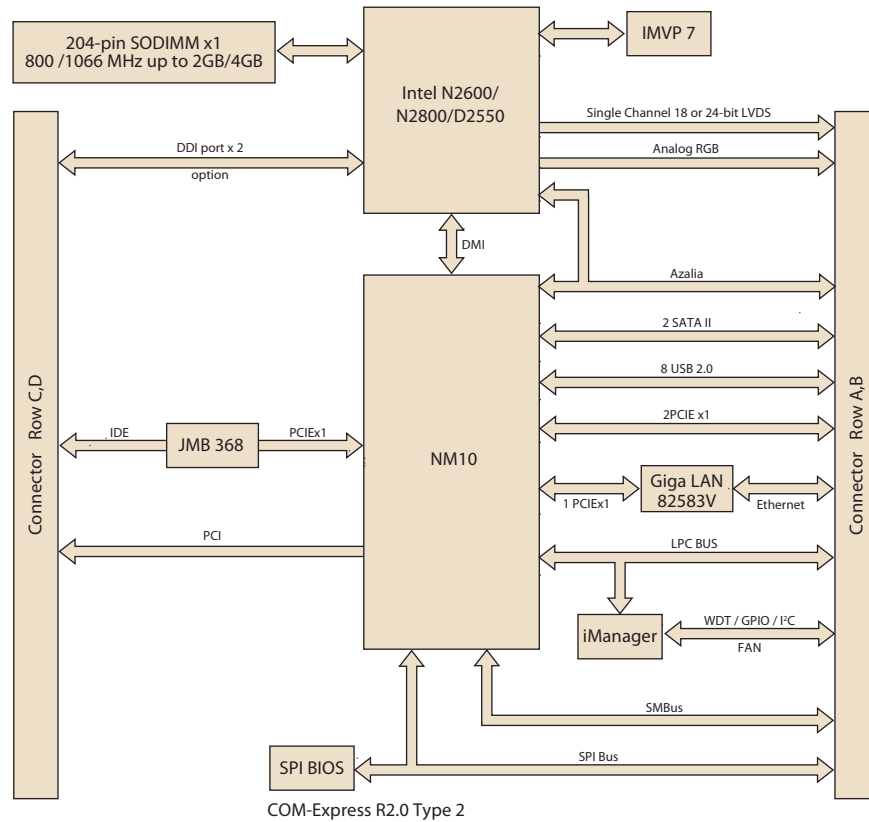 204-pin SODIMM x1
800 /1066 MHz up to 2GB/4GB
IMVP 7
Intel N2600/
N2800/D2550
Single Channel 18 or 24-bit LVDS
DDI port x 2
option
Analog RGB
DMI
Azalia
2 SATA II
8 USB 2.0
2PCIE x1
Connector Row C,D
IDE
JMB 368
PCIEx1
NM10
Giga LAN
82583V
1 PCIEx1
Ethernet
Connector Row A,B
PCI
LPC BUS
iManager
WDT / GPIO / I²C
FAN
SMBus
SPI BIOS
SPI Bus
COM-Express R2.0 Type 2